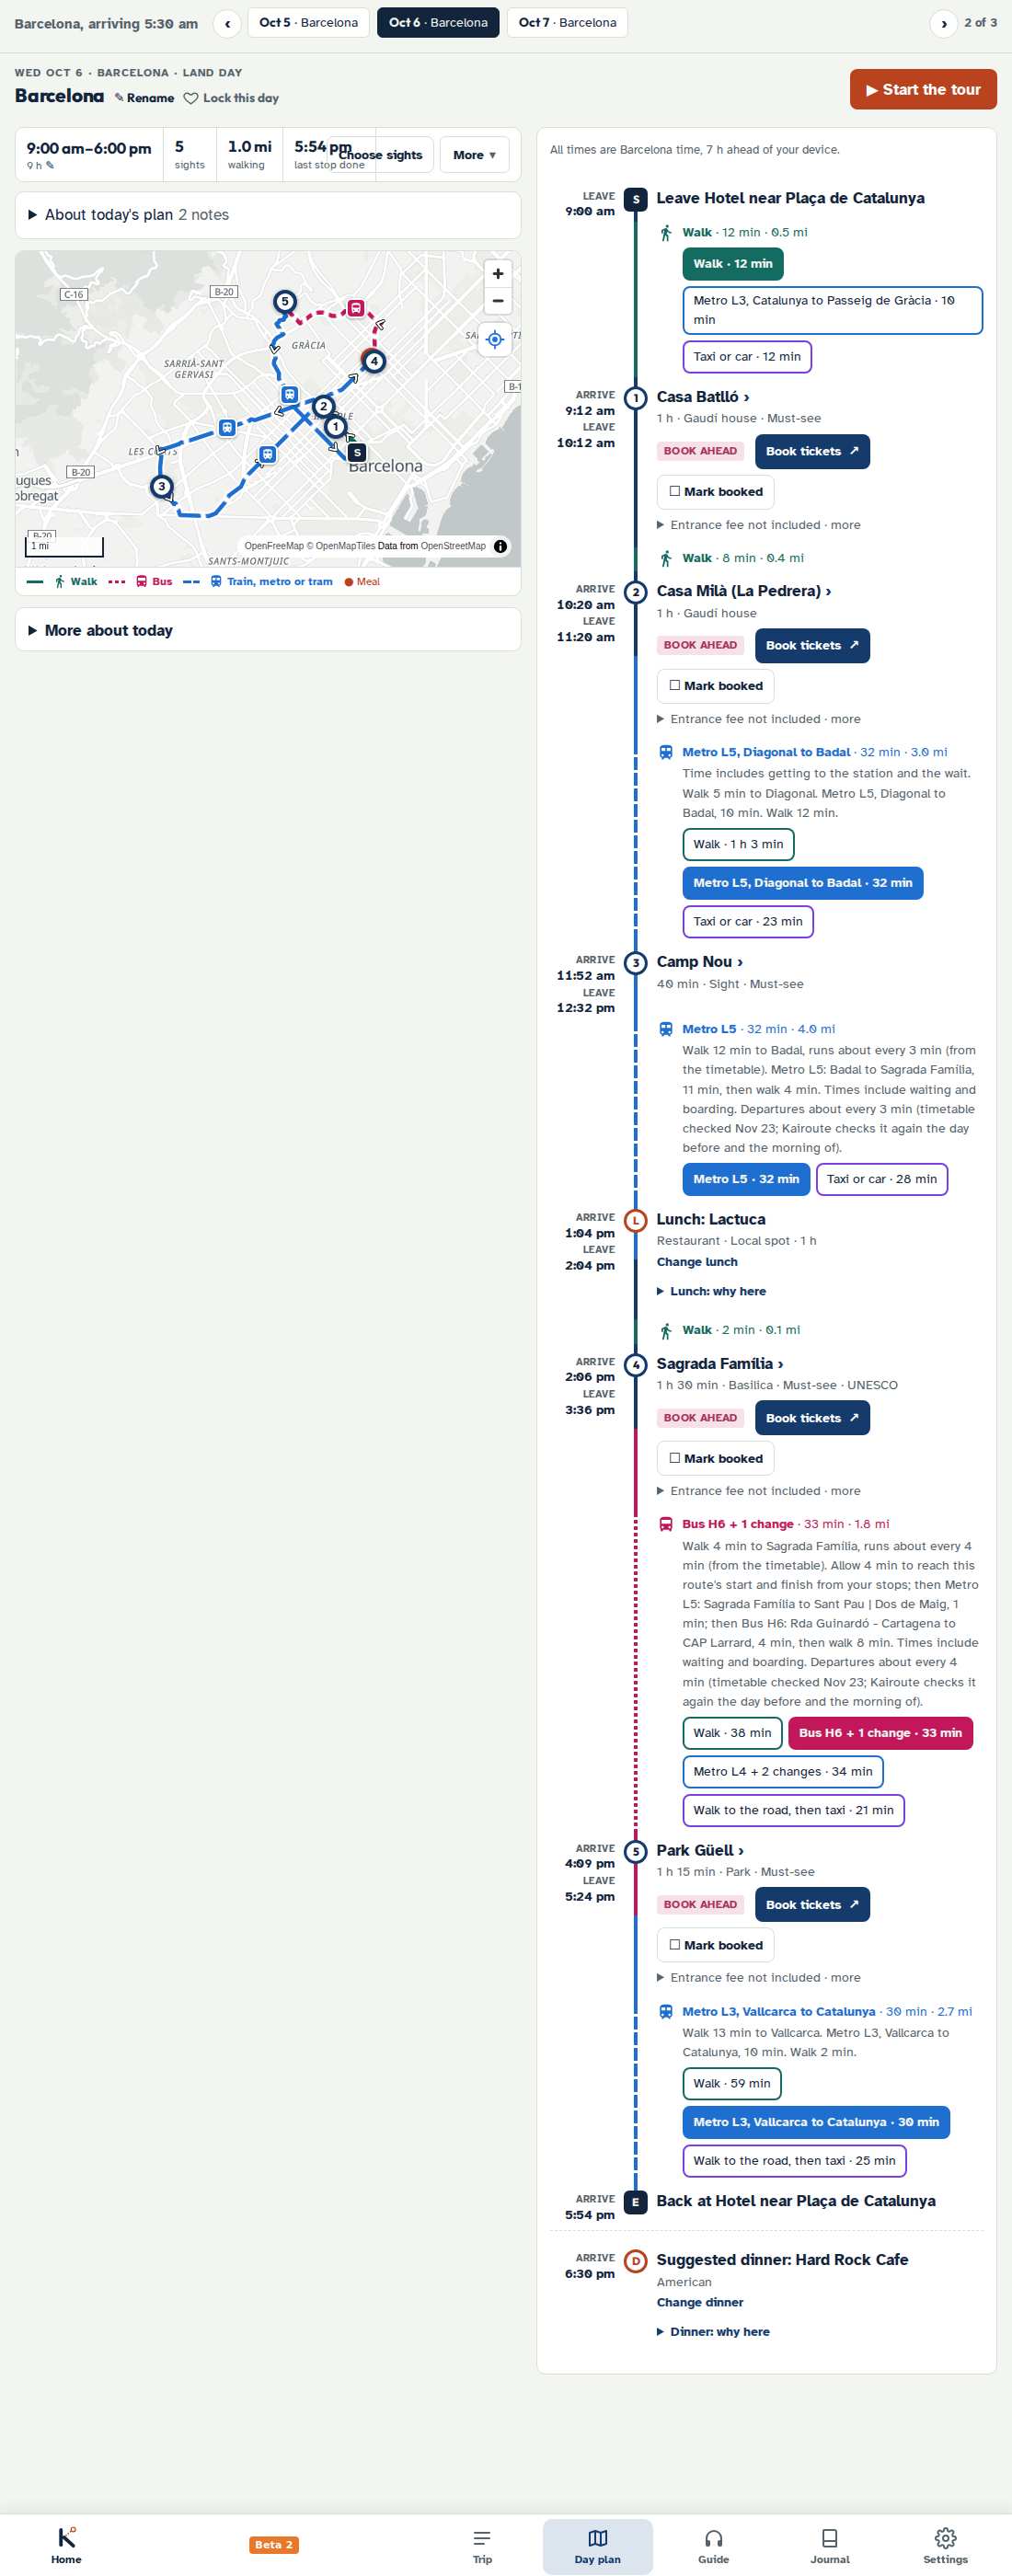 Barcelona, arriving 5:30 am
‹
Oct 5 · Barcelona
Oct 6 · Barcelona
Oct 7 · Barcelona
›
2 of 3
WED OCT 6 · BARCELONA · LAND DAY
Barcelona
✎ Rename
Lock this day
▶ Start the tour
9:00 am–6:00 pm
9 h ✎
5
sights
1.0 mi
walking
5:54 pm
last stop done
Choose sights
More ▾
▶ About today's plan 2 notes
C-16
B-20
SARRIÀ-SANT
GERVASI
GRÀCIA
5
4
2
1
S
3
B-20
Barcelona
B-20
1 mi
SANTS-MONTJUÏC
OpenFreeMap © OpenMapTiles Data from OpenStreetMap
+
−
Walk
Bus
Train, metro or tram
Meal
▶ More about today
All times are Barcelona time, 7 h ahead of your device.
LEAVE
9:00 am
S
Leave Hotel near Plaça de Catalunya
Walk · 12 min · 0.5 mi
Walk · 12 min
Metro L3, Catalunya to Passeig de Gràcia · 10
min
Taxi or car · 12 min
ARRIVE
9:12 am
LEAVE
10:12 am
1
Casa Batlló ›
1 h · Gaudí house · Must-see
BOOK AHEAD
Book tickets ↗
☐ Mark booked
▶ Entrance fee not included · more
Walk · 8 min · 0.4 mi
ARRIVE
10:20 am
LEAVE
11:20 am
2
Casa Milà (La Pedrera) ›
1 h · Gaudí house
BOOK AHEAD
Book tickets ↗
☐ Mark booked
▶ Entrance fee not included · more
Metro L5, Diagonal to Badal · 32 min · 3.0 mi
Time includes getting to the station and the wait.
Walk 5 min to Diagonal. Metro L5, Diagonal to
Badal, 10 min. Walk 12 min.
Walk · 1 h 3 min
Metro L5, Diagonal to Badal · 32 min
Taxi or car · 23 min
ARRIVE
11:52 am
LEAVE
12:32 pm
3
Camp Nou ›
40 min · Sight · Must-see
Metro L5 · 32 min · 4.0 mi
Walk 12 min to Badal, runs about every 3 min (from
the timetable). Metro L5: Badal to Sagrada Família,
11 min, then walk 4 min. Times include waiting and
boarding. Departures about every 3 min (timetable
checked Nov 23; Kairoute checks it again the day
before and the morning of).
Metro L5 · 32 min
Taxi or car · 28 min
ARRIVE
1:04 pm
LEAVE
2:04 pm
L
Lunch: Lactuca
Restaurant · Local spot · 1 h
Change lunch
▶ Lunch: why here
Walk · 2 min · 0.1 mi
ARRIVE
2:06 pm
LEAVE
3:36 pm
4
Sagrada Família ›
1 h 30 min · Basilica · Must-see · UNESCO
BOOK AHEAD
Book tickets ↗
☐ Mark booked
▶ Entrance fee not included · more
Bus H6 + 1 change · 33 min · 1.8 mi
Walk 4 min to Sagrada Família, runs about every 4
min (from the timetable). Allow 4 min to reach this
route's start and finish from your stops; then Metro
L5: Sagrada Família to Sant Pau | Dos de Maig, 1
min; then Bus H6: Rda Guinardó - Cartagena to
CAP Larrard, 4 min, then walk 8 min. Times include
waiting and boarding. Departures about every 4
min (timetable checked Nov 23; Kairoute checks it
again the day before and the morning of).
Walk · 38 min
Bus H6 + 1 change · 33 min
Metro L4 + 2 changes · 34 min
Walk to the road, then taxi · 21 min
ARRIVE
4:09 pm
LEAVE
5:24 pm
5
Park Güell ›
1 h 15 min · Park · Must-see
BOOK AHEAD
Book tickets ↗
☐ Mark booked
▶ Entrance fee not included · more
Metro L3, Vallcarca to Catalunya · 30 min · 2.7 mi
Walk 13 min to Vallcarca. Metro L3, Vallcarca to
Catalunya, 10 min. Walk 2 min.
Walk · 59 min
Metro L3, Vallcarca to Catalunya · 30 min
Walk to the road, then taxi · 25 min
ARRIVE
5:54 pm
E
Back at Hotel near Plaça de Catalunya
ARRIVE
6:30 pm
D
Suggested dinner: Hard Rock Cafe
American
Change dinner
▶ Dinner: why here
Home
Beta 2
Trip
Day plan
Guide
Journal
Settings